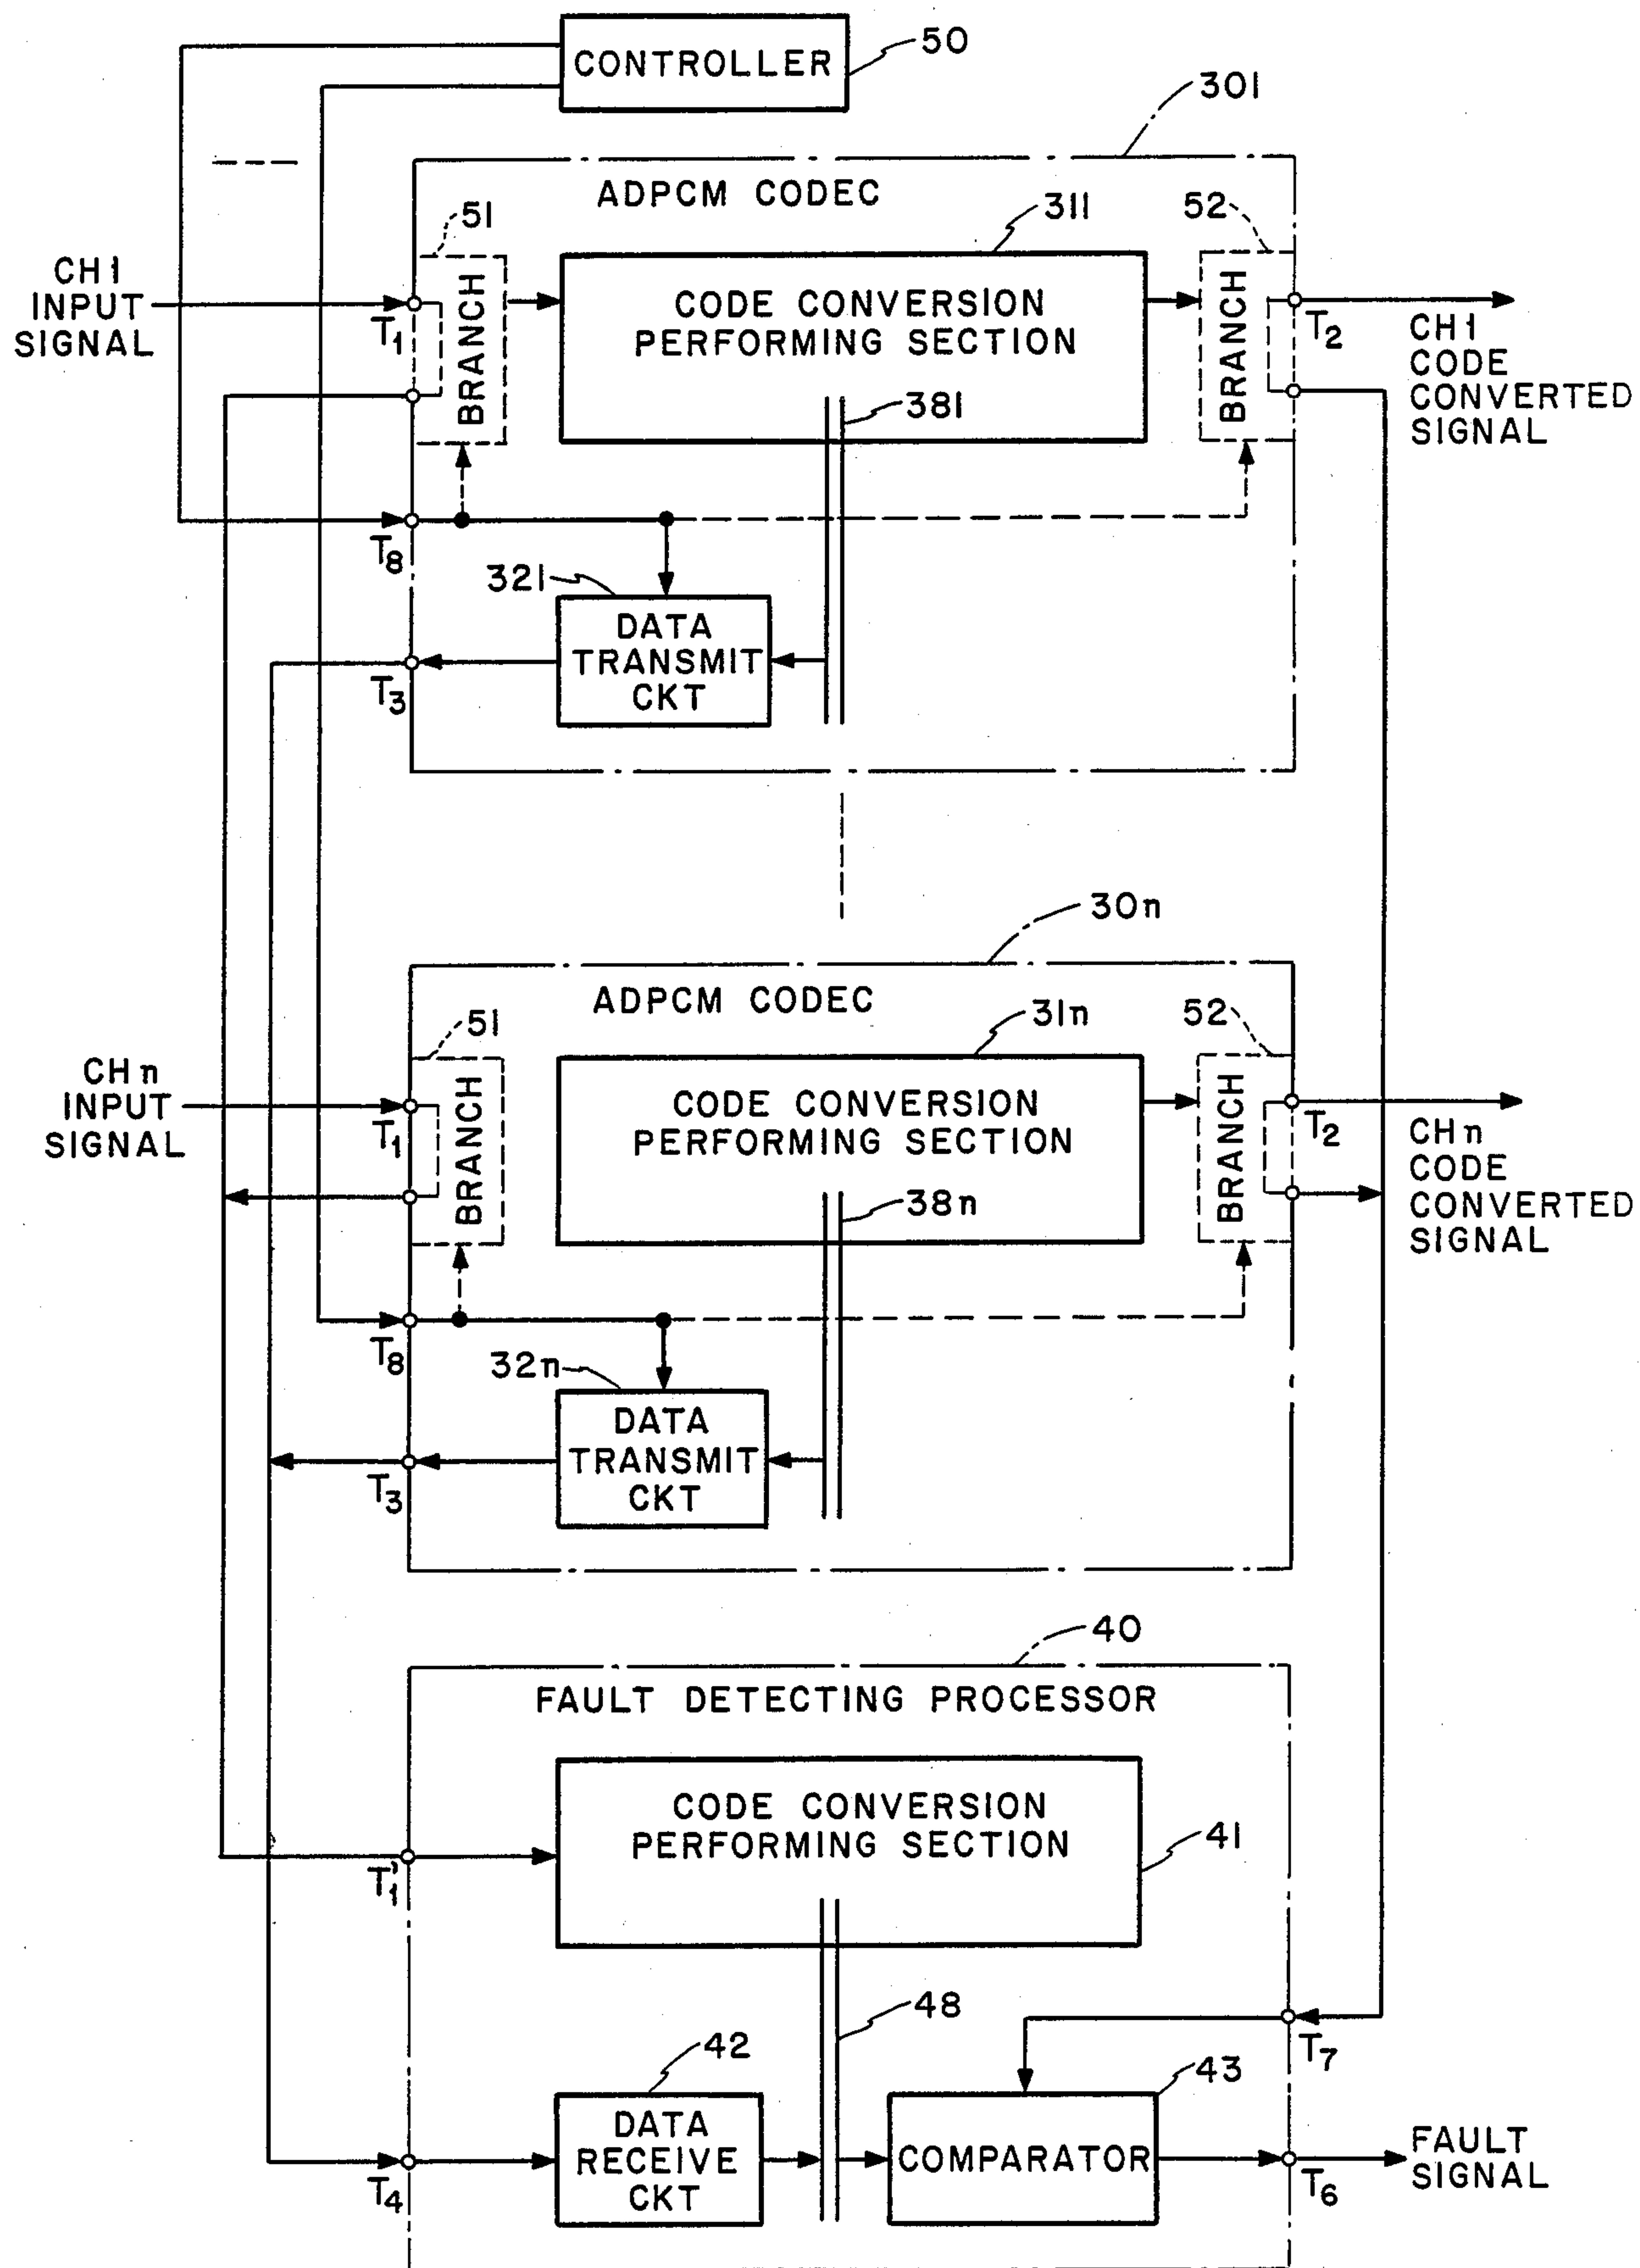 CONTROLLER
50
301
ADPCM CODEC
51
311
52
CH1
INPUT
SIGNAL
T1
BRANCH
CODE CONVERSION
PERFORMING SECTION
BRANCH
T2
CH1
CODE
CONVERTED
SIGNAL
381
T8
321
DATA
TRANSMIT
CKT
T3
30n
ADPCM CODEC
51
31n
52
CHn
INPUT
SIGNAL
T1
BRANCH
CODE CONVERSION
PERFORMING SECTION
BRANCH
T2
CHn
CODE
CONVERTED
SIGNAL
38n
T8
32n
DATA
TRANSMIT
CKT
T3
40
FAULT DETECTING PROCESSOR
CODE CONVERSION
PERFORMING SECTION
41
T'1
48
42
T7
43
DATA
RECEIVE
CKT
COMPARATOR
T4
T6
FAULT
SIGNAL